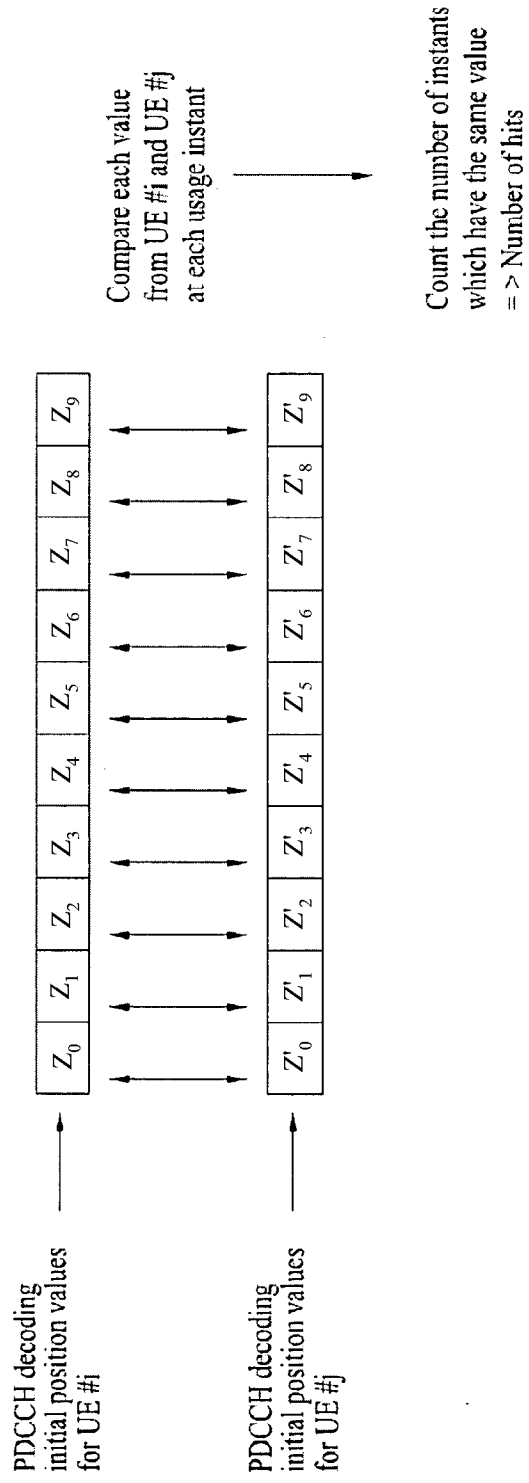 PDCCH decoding
initial position values
for UE #i
Z0 Z1 Z2 Z3 Z4 Z5 Z6 Z7 Z8 Z9
Compare each value
from UE #i and UE #j
at each usage instant
PDCCH decoding
initial position values
for UE #j
Z'0 Z'1 Z'2 Z'3 Z'4 Z'5 Z'6 Z'7 Z'8 Z'9
Count the number of instants
which have the same value
= > Number of hits